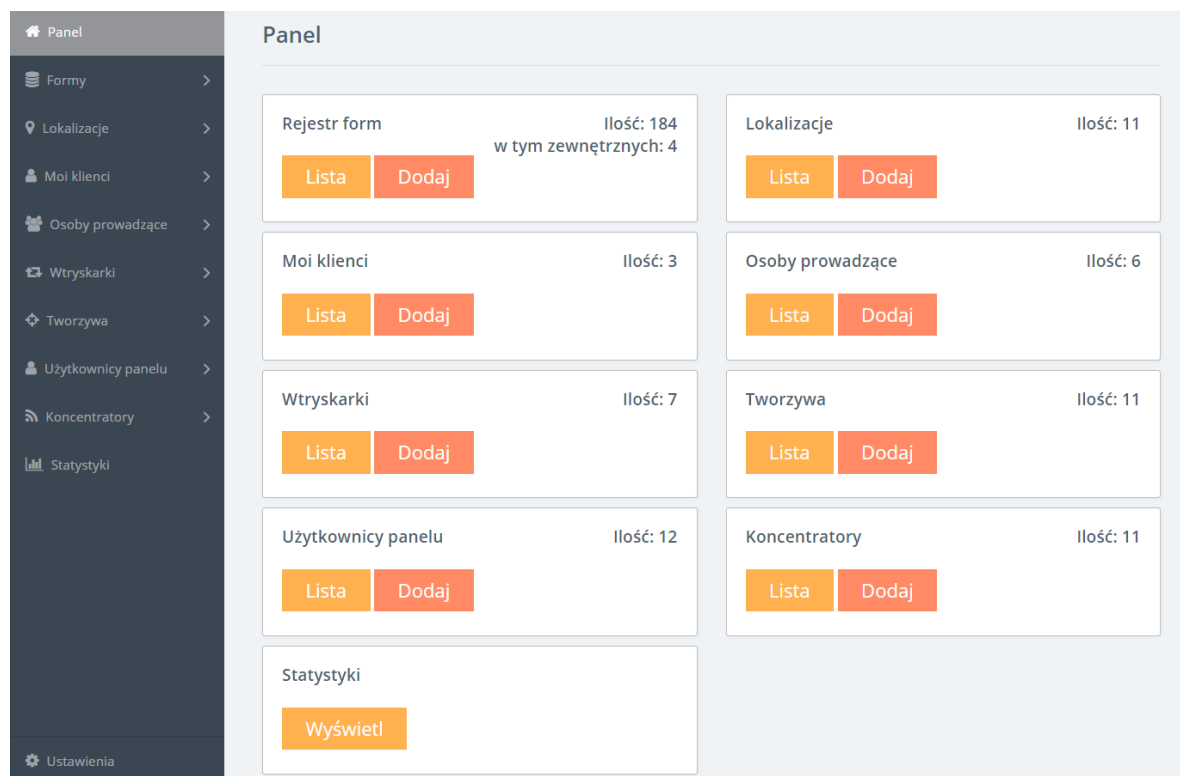 Panel
Formy
Lokalizacje
Moi klienci
Osoby prowadzące
Wtryskarki
Tworzywa
Użytkownicy panelu
Koncentratory
Statystyki
Ustawienia
Panel
Rejestr form Ilość: 184
w tym zewnętrznych: 4
Lista Dodaj
Lokalizacje Ilość: 11
Lista Dodaj
Moi klienci Ilość: 3
Lista Dodaj
Osoby prowadzące Ilość: 6
Lista Dodaj
Wtryskarki Ilość: 7
Lista Dodaj
Tworzywa Ilość: 11
Lista Dodaj
Użytkownicy panelu Ilość: 12
Lista Dodaj
Koncentratory Ilość: 11
Lista Dodaj
Statystyki
Wyświetl